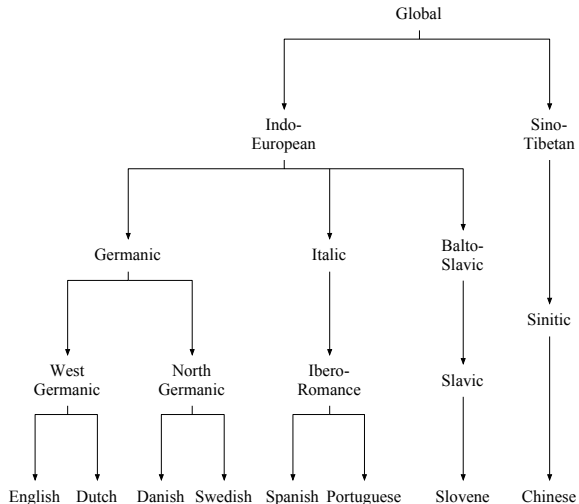 Global
Indo-
European
Sino-
Tibetan
Germanic
Italic
Balto-
Slavic
Sinitic
West
Germanic
North
Germanic
Ibero-
Romance
Slavic
English
Dutch
Danish
Swedish
Spanish
Portuguese
Slovene
Chinese